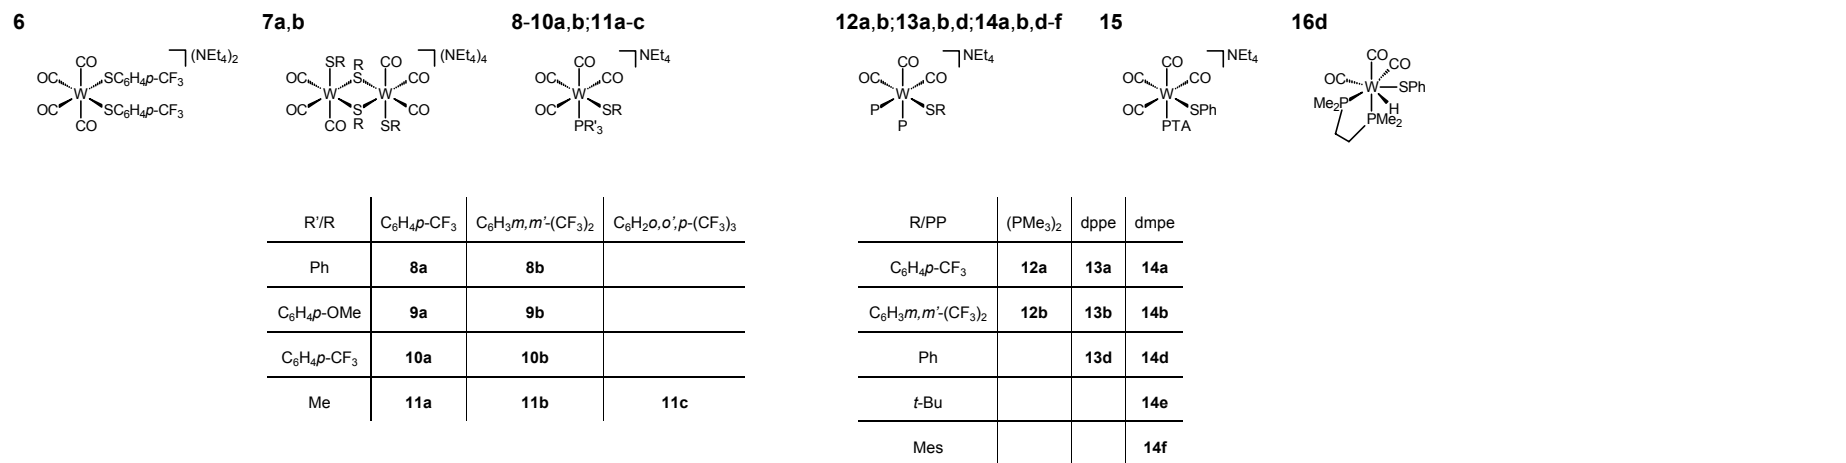 6
7a,b
8-10a,b;11a-c
12a,b;13a,b,d;14a,b,d-f
15
16d
CO
OC
SC6H4p-CF3
W
OC
SC6H4p-CF3
CO
(NEt4)2
SR
R
CO
OC
S
CO
W
W
OC
S
CO
CO
R
SR
(NEt4)4
CO
OC
CO
W
OC
SR
PR'3
NEt4
CO
OC
CO
W
P
SR
P
NEt4
CO
OC
CO
W
OC
SPh
PTA
NEt4
CO
CO
OC
W
SPh
Me2P
H
PMe2
R'/R C6H4p-CF3 C6H3m,m'-(CF3)2 C6H2o,o',p-(CF3)3
Ph 8a 8b
C6H4p-OMe 9a 9b
C6H4p-CF3 10a 10b
Me 11a 11b 11c
R/PP (PMe3)2 dppe dmpe
C6H4p-CF3 12a 13a 14a
C6H3m,m'-(CF3)2 12b 13b 14b
Ph 13d 14d
t-Bu 14e
Mes 14f